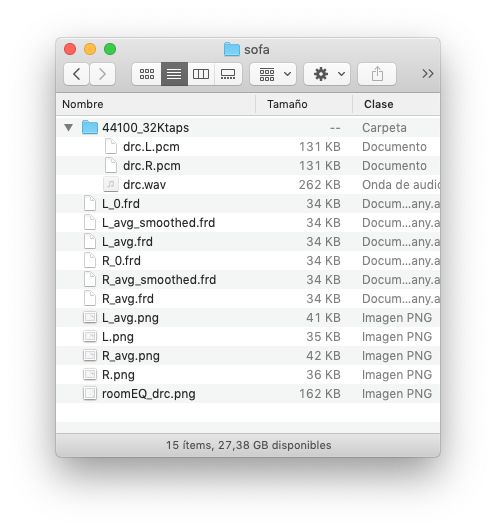 sofa
Nombre Tamaño Clase
44100_32Ktaps -- Carpeta
drc.L.pcm 131 KB Documento
drc.R.pcm 131 KB Documento
drc.wav 262 KB Onda de audio
L_0.frd 34 KB Docum...any.a
L_avg_smoothed.frd 34 KB Docum...any.a
L_avg.frd 34 KB Docum...any.a
R_0.frd 34 KB Docum...any.a
R_avg_smoothed.frd 34 KB Docum...any.a
R_avg.frd 34 KB Docum...any.a
L_avg.png 41 KB Imagen PNG
L.png 35 KB Imagen PNG
R_avg.png 42 KB Imagen PNG
R.png 36 KB Imagen PNG
roomEQ_drc.png 162 KB Imagen PNG
15 ítems, 27,38 GB disponibles